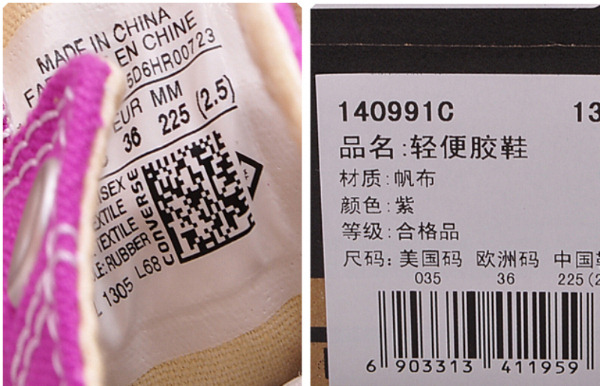 MADE IN CHINA
EN CHINE
5D6HR00723
EUR MM
36 225 (2.5)
RUBBER
1305 L68
CONVERSE
140991C 13
品名:轻便胶鞋
材质:帆布
颜色:紫
等级:合格品
尺码: 美国码 欧洲码 中国
035 36 225(2
6 903313 411959